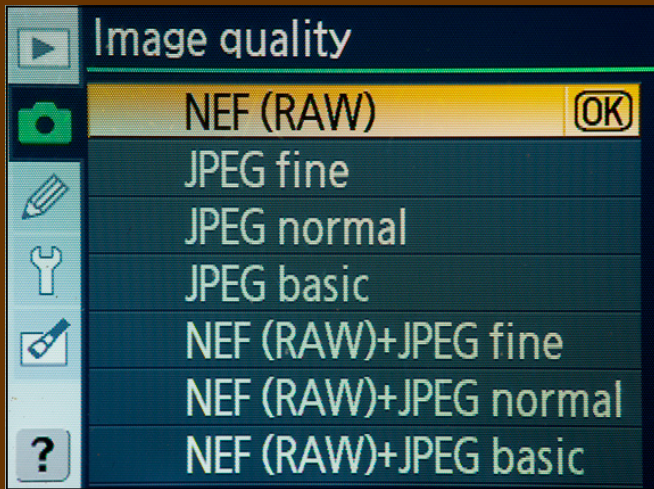 Image quality
NEF (RAW) OK
JPEG fine
JPEG normal
JPEG basic
NEF (RAW)+JPEG fine
NEF (RAW)+JPEG normal
NEF (RAW)+JPEG basic
?